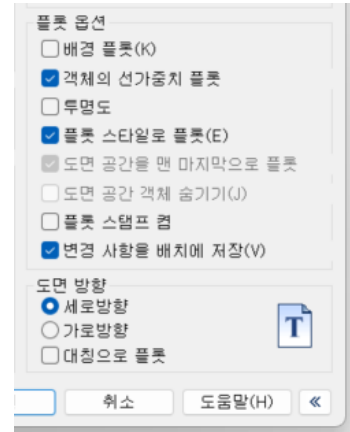 플롯 옵션
배경 플롯(K)
객체의 선가중치 플롯
투명도
플롯 스타일로 플롯(E)
도면 공간을 맨 마지막으로 플롯
도면 공간 객체 숨기기(J)
플롯 스탬프 켬
변경 사항을 배치에 저장(V)
도면 방향
세로방향
가로방향
대칭으로 플롯
T
취소
도움말(H)
«